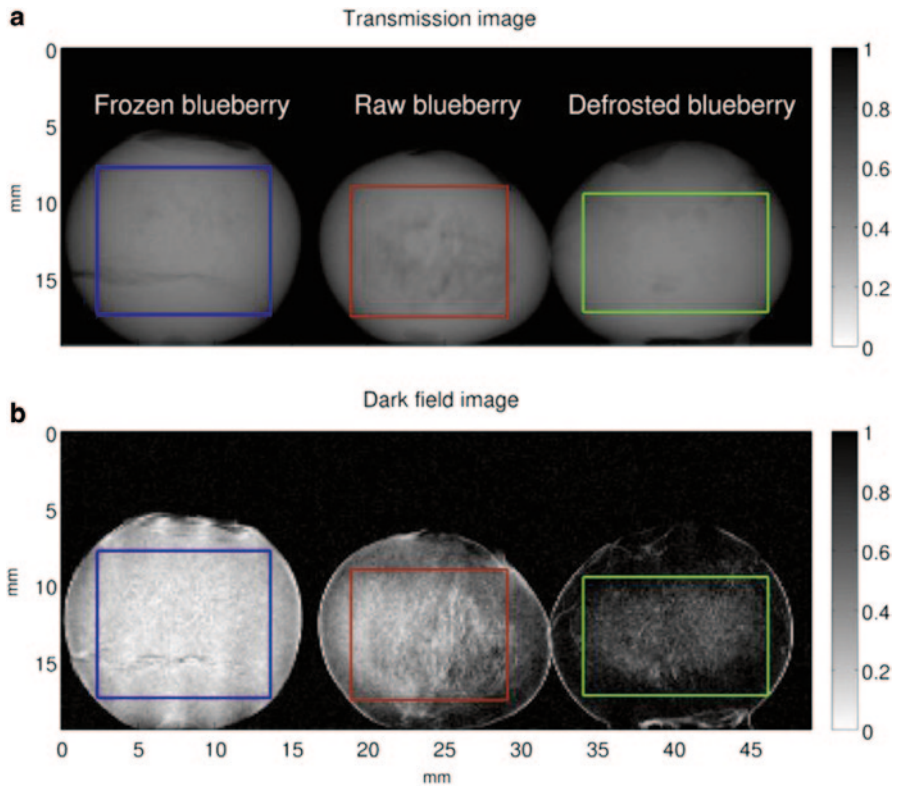 a
Transmission image
Frozen blueberry Raw blueberry Defrosted blueberry
0
5
10
15
mm
1
0.8
0.6
0.4
0.2
0
b
Dark field image
0
5
10
15
mm
0 5 10 15 20 25 30 35 40 45
mm
1
0.8
0.6
0.4
0.2
0